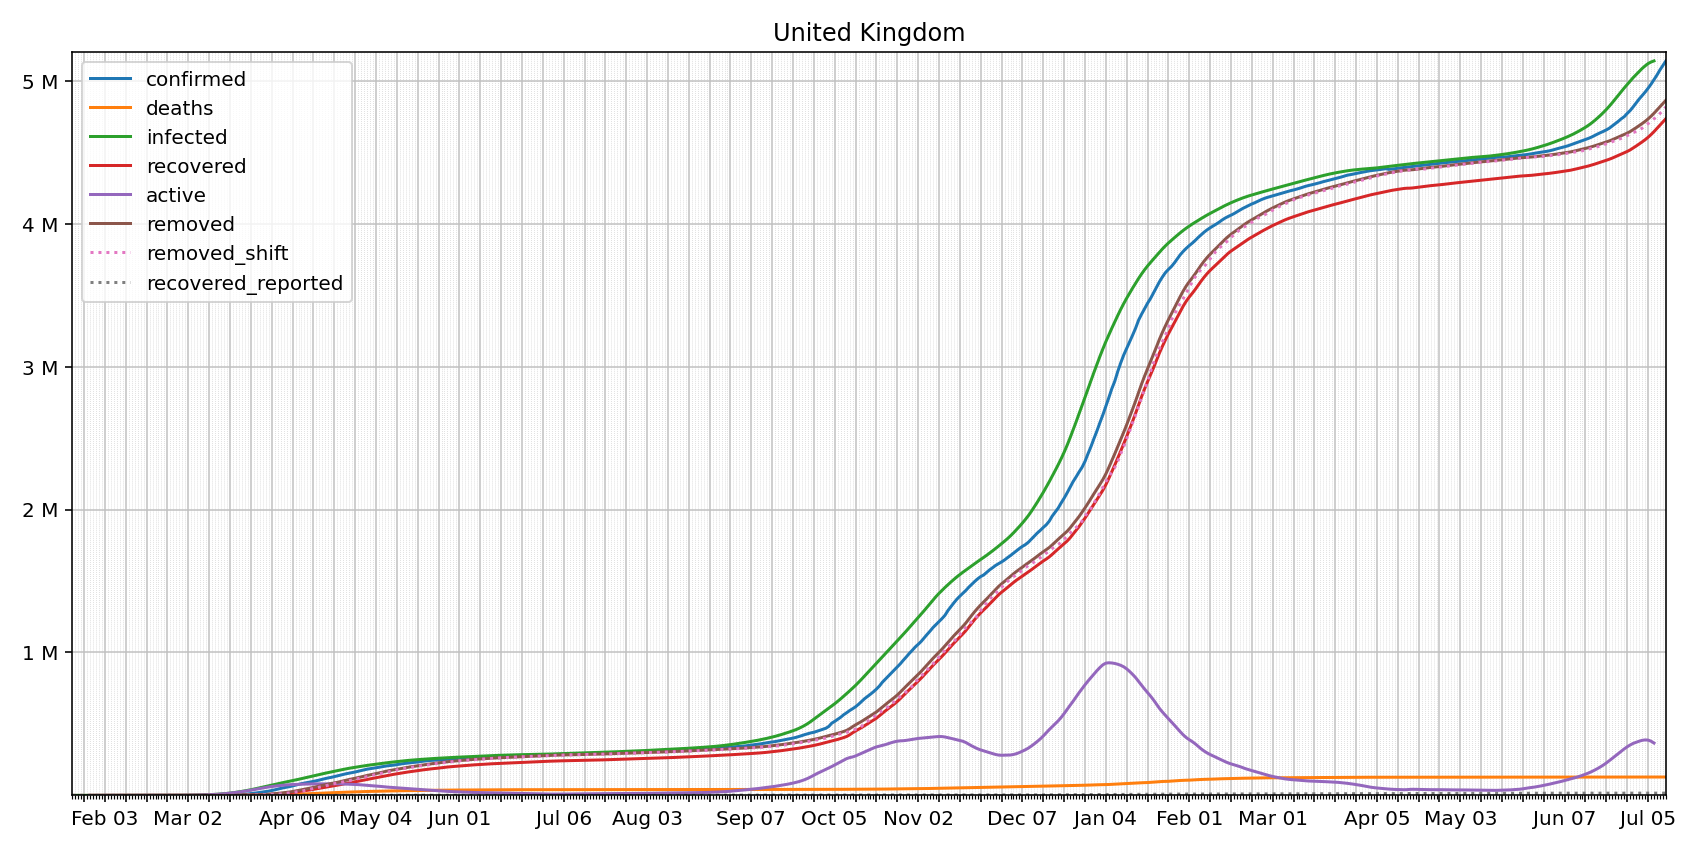 United Kingdom
confirmed
deaths
infected
recovered
active
removed
removed_shift
recovered_reported
5 M
4 M
3 M
2 M
1 M
Feb 03 Mar 02 Apr 06 May 04 Jun 01 Jul 06 Aug 03 Sep 07 Oct 05 Nov 02 Dec 07 Jan 04 Feb 01 Mar 01 Apr 05 May 03 Jun 07 Jul 05